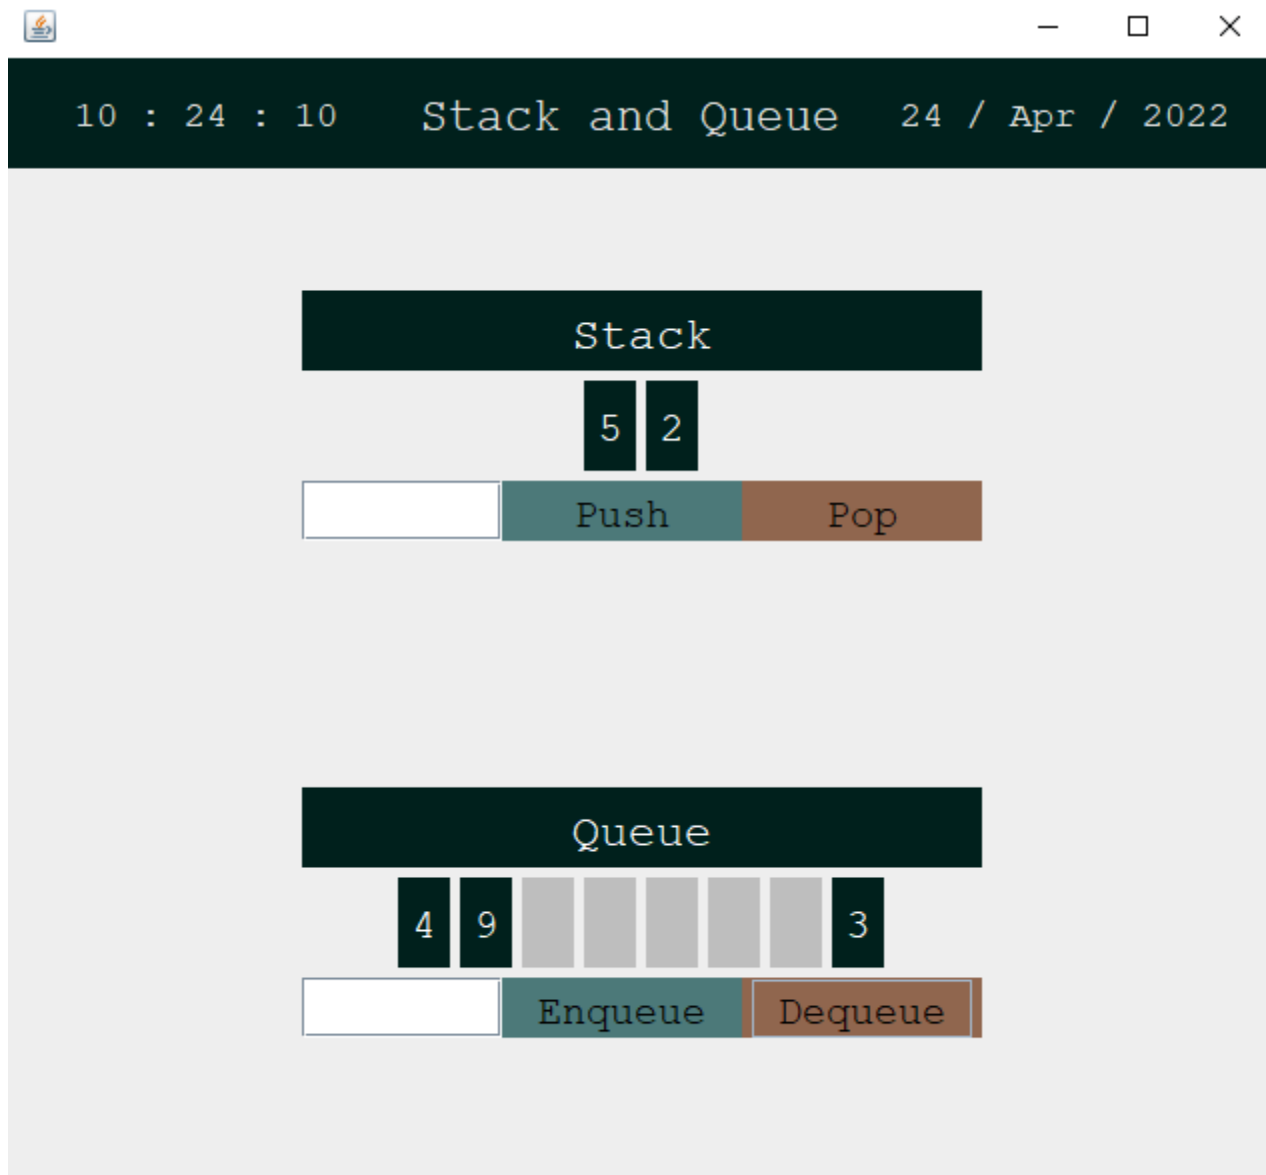 10 : 24 : 10 Stack and Queue 24 / Apr / 2022
Stack
5 2
Push Pop
Queue
4 9 3
Enqueue Dequeue